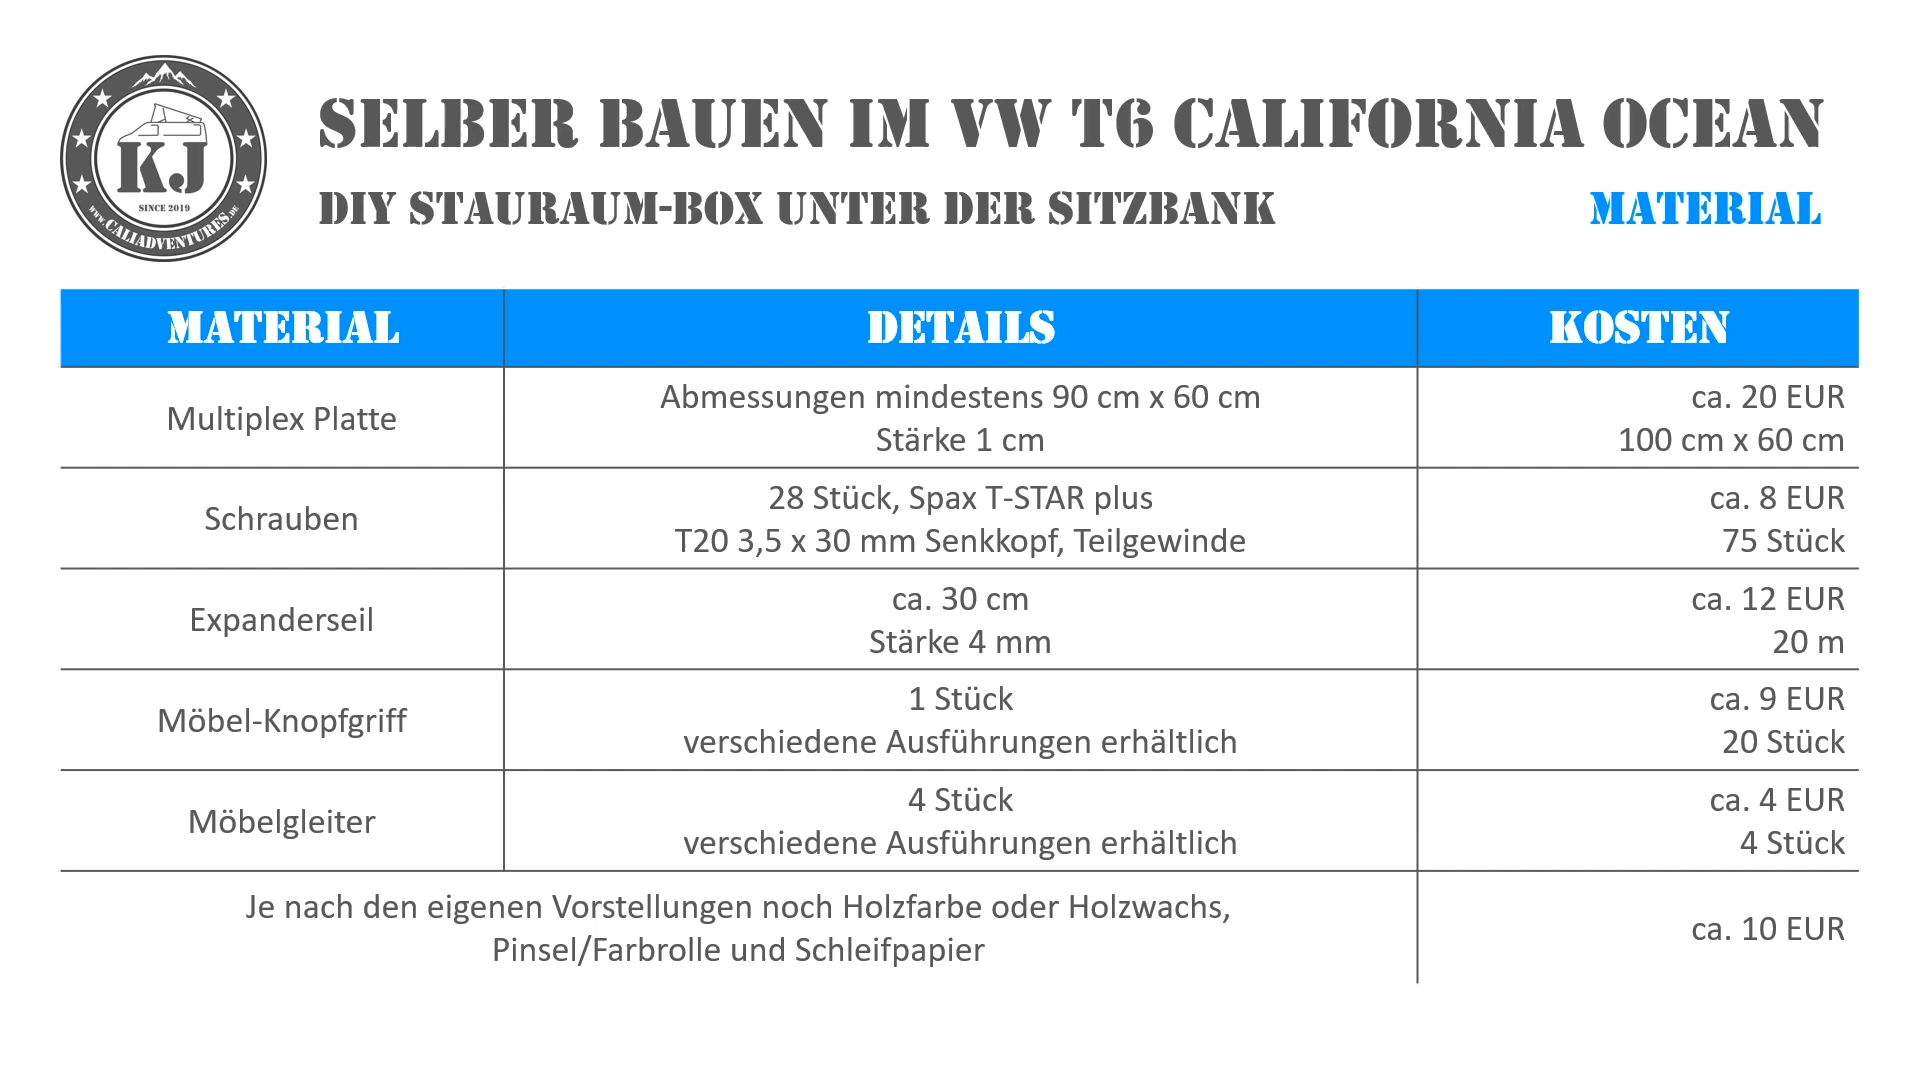 KJ
SINCE 2019
www.CALIADVENTURES.de
SELBER BAUEN IM VW T6 CALIFORNIA OCEAN
DIY STAURAUM-BOX UNTER DER SITZBANK
MATERIAL
MATERIAL
DETAILS
KOSTEN
Multiplex Platte
Abmessungen mindestens 90 cm x 60 cm
Stärke 1 cm
ca. 20 EUR
100 cm x 60 cm
Schrauben
28 Stück, Spax T-STAR plus
T20 3,5 x 30 mm Senkkopf, Teilgewinde
ca. 8 EUR
75 Stück
Expanderseil
ca. 30 cm
Stärke 4 mm
ca. 12 EUR
20 m
Möbel-Knopfgriff
1 Stück
verschiedene Ausführungen erhältlich
ca. 9 EUR
20 Stück
Möbelgleiter
4 Stück
verschiedene Ausführungen erhältlich
ca. 4 EUR
4 Stück
Je nach den eigenen Vorstellungen noch Holzfarbe oder Holzwachs,
Pinsel/Farbrolle und Schleifpapier
ca. 10 EUR